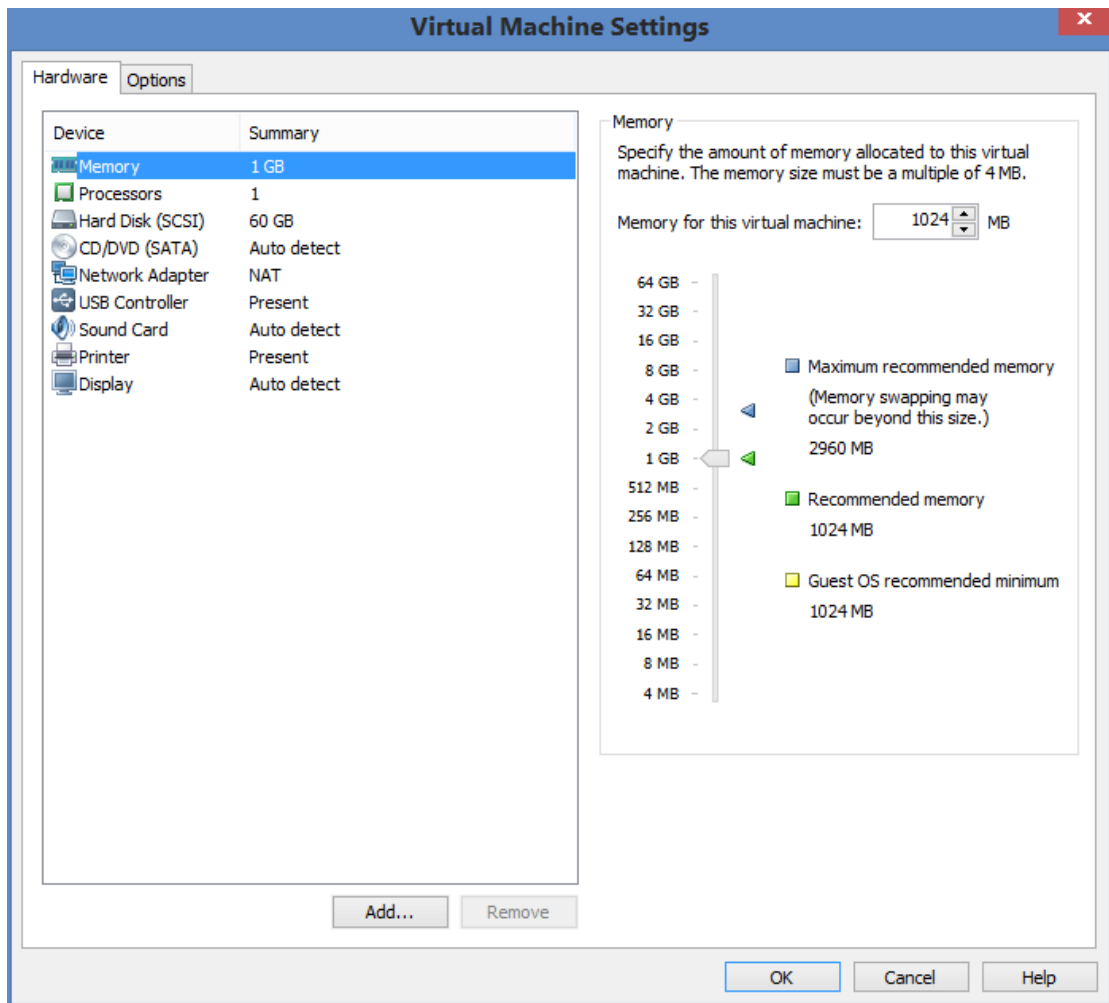 Virtual Machine Settings
Hardware
Options
Device Summary
Memory 1 GB
Processors 1
Hard Disk (SCSI) 60 GB
CD/DVD (SATA) Auto detect
Network Adapter NAT
USB Controller Present
Sound Card Auto detect
Printer Present
Display Auto detect
Add...
Remove
Memory
Specify the amount of memory allocated to this virtual
machine. The memory size must be a multiple of 4 MB.
Memory for this virtual machine: 1024 MB
64 GB
32 GB
16 GB
8 GB
4 GB
2 GB
1 GB
512 MB
256 MB
128 MB
64 MB
32 MB
16 MB
8 MB
4 MB
Maximum recommended memory
(Memory swapping may
occur beyond this size.)
2960 MB
Recommended memory
1024 MB
Guest OS recommended minimum
1024 MB
OK
Cancel
Help